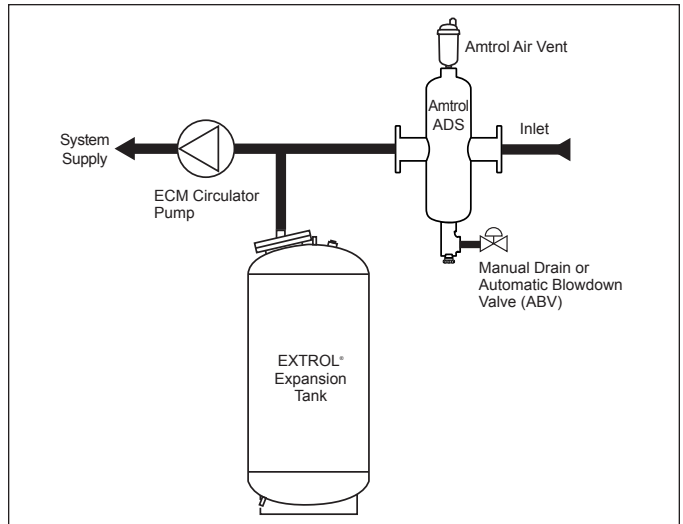 Amtrol Air Vent
Amtrol
ADS
Inlet
System
Supply
ECM Circulator
Pump
Manual Drain or
Automatic Blowdown
Valve (ABV)
EXTROL®
Expansion
Tank